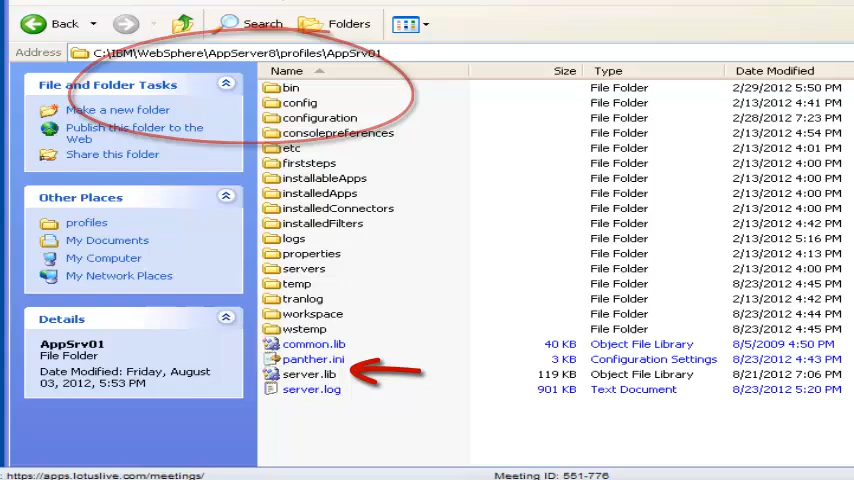 Back Search Folders
Address C:\IBM\WebSphere\AppServer8\profiles\AppSrv01
File and Folder Tasks
Make a new folder
Publish this folder to the
Web
Share this folder
Other Places
profiles
My Documents
My Computer
My Network Places
Details
AppSrv01
File Folder
Date Modified: Friday, August
03, 2012, 5:53 PM
Name Size Type Date Modified
bin File Folder 2/29/2012 5:50 PM
config File Folder 2/13/2012 4:41 PM
configuration File Folder 2/28/2012 7:23 PM
consolepreferences File Folder 2/13/2012 4:54 PM
etc File Folder 2/13/2012 4:01 PM
firststeps File Folder 2/13/2012 4:00 PM
installableApps File Folder 2/13/2012 4:00 PM
installedApps File Folder 2/13/2012 4:00 PM
installedConnectors File Folder 2/13/2012 4:00 PM
installedFilters File Folder 2/13/2012 4:42 PM
logs File Folder 2/13/2012 5:16 PM
properties File Folder 2/13/2012 4:13 PM
servers File Folder 2/13/2012 4:00 PM
temp File Folder 8/23/2012 4:44 PM
tranlog File Folder 2/13/2012 4:42 PM
workspace File Folder 8/23/2012 4:44 PM
wstemp File Folder 8/23/2012 4:45 PM
common.lib 40 KB Object File Library 8/5/2009 4:50 PM
panther.ini 3 KB Configuration Settings 8/23/2012 4:43 PM
server.lib 119 KB Object File Library 8/21/2012 7:06 PM
server.log 901 KB Text Document 8/23/2012 5:20 PM
: https://apps.lotuslive.com/meetings/ Meeting ID: 551-776